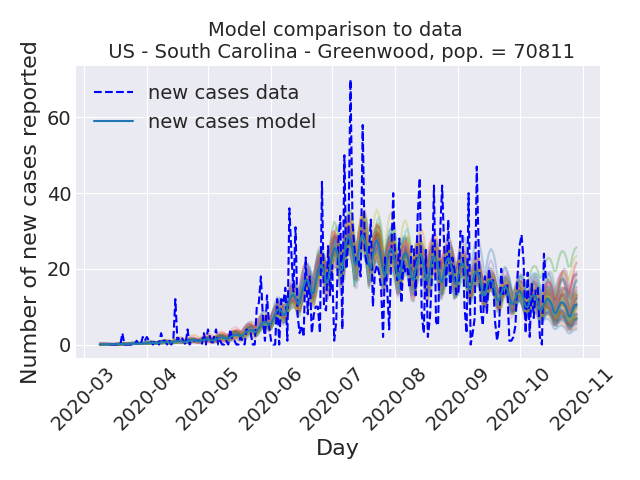 Model comparison to data
US - South Carolina - Greenwood, pop. = 70811
Number of new cases reported
60
40
20
0
new cases data
new cases model
2020-03
2020-04
2020-05
2020-06
2020-07
2020-08
2020-09
2020-10
2020-11
Day